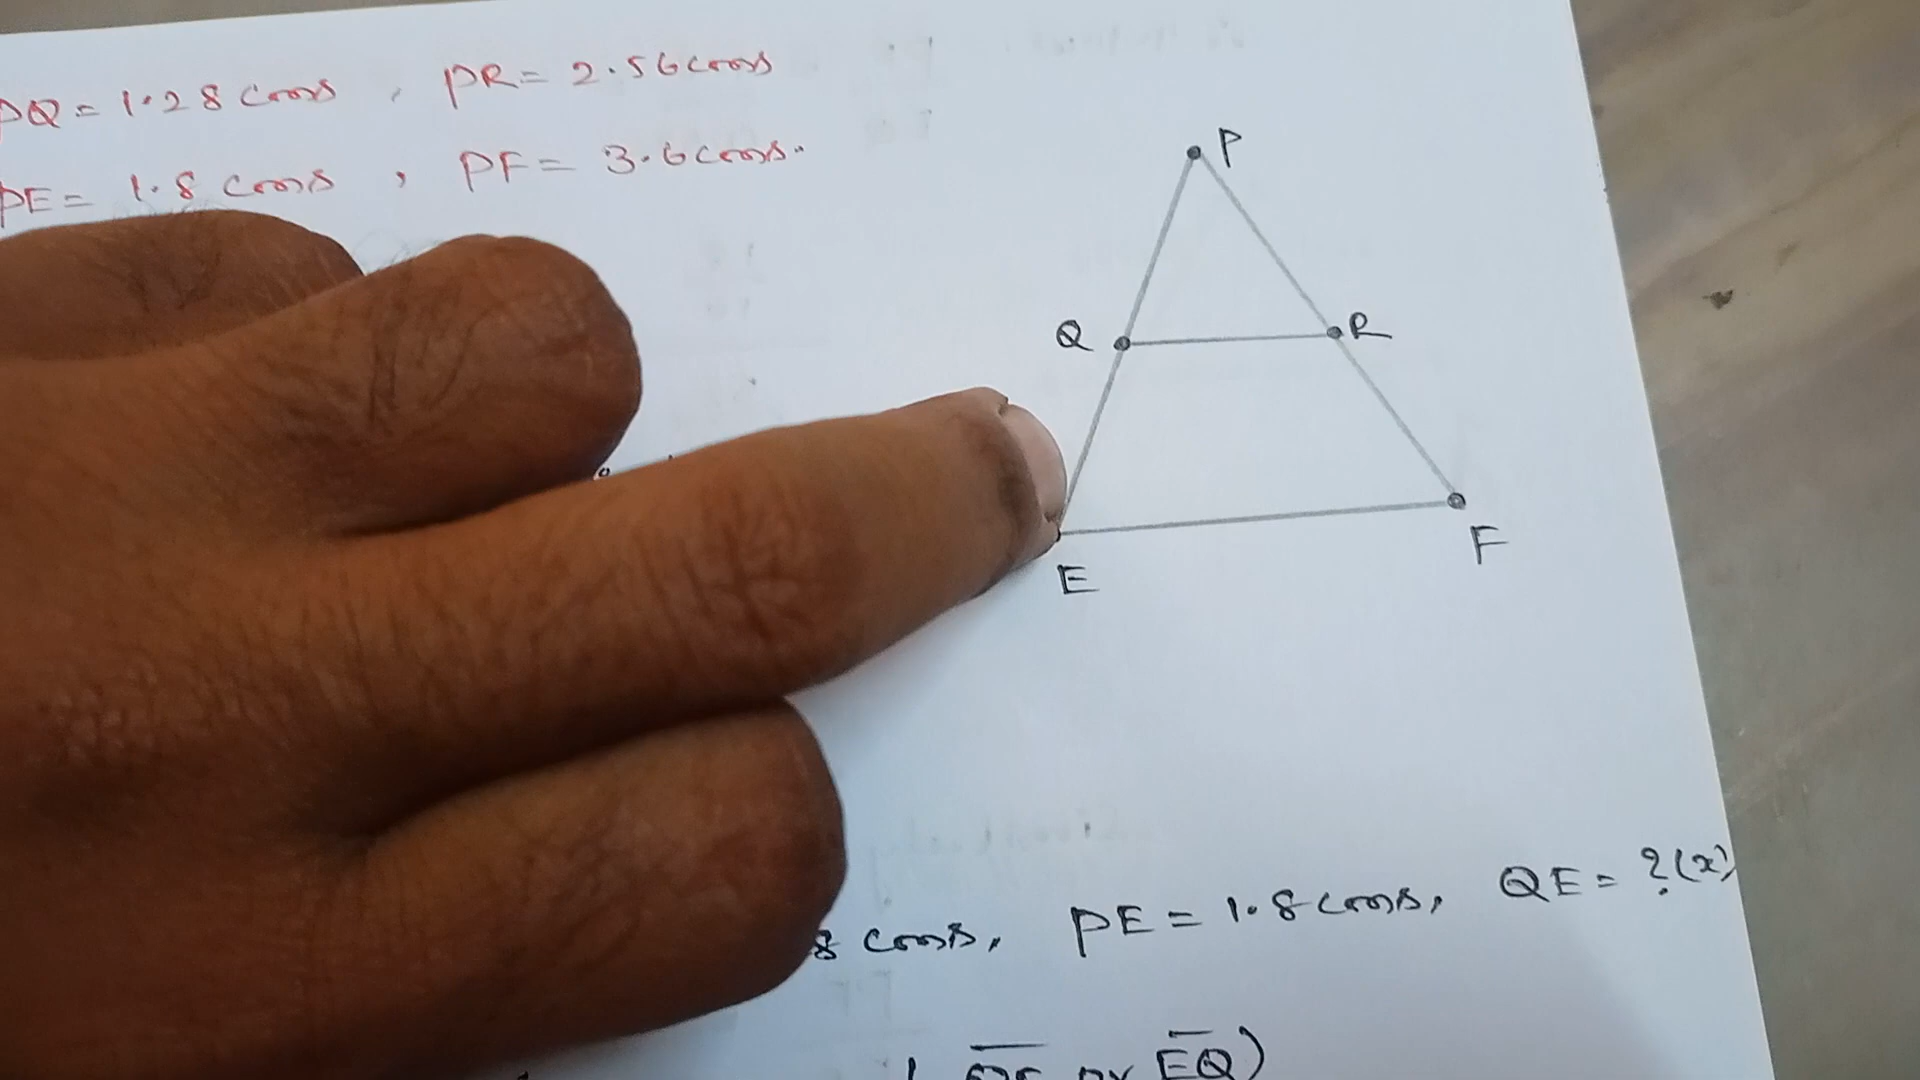 PQ = 1.28 cms , PR = 2.56 cms
PE = 1.8 cms , PF = 3.6 cms.
P
Q
R
E
F
8 cms, PE = 1.8 cms, QE = ? (x)
or EQ)